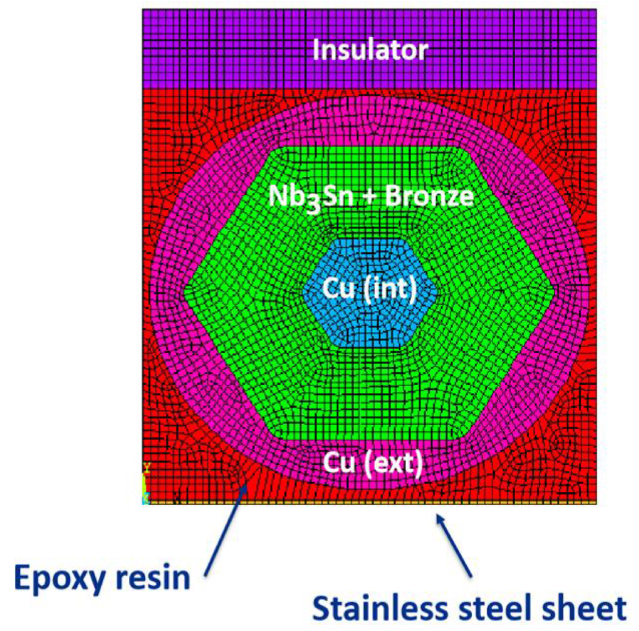 Insulator
Nb₃Sn + Bronze
Cu (int)
Cu (ext)
Y
X
Epoxy resin
Stainless steel sheet